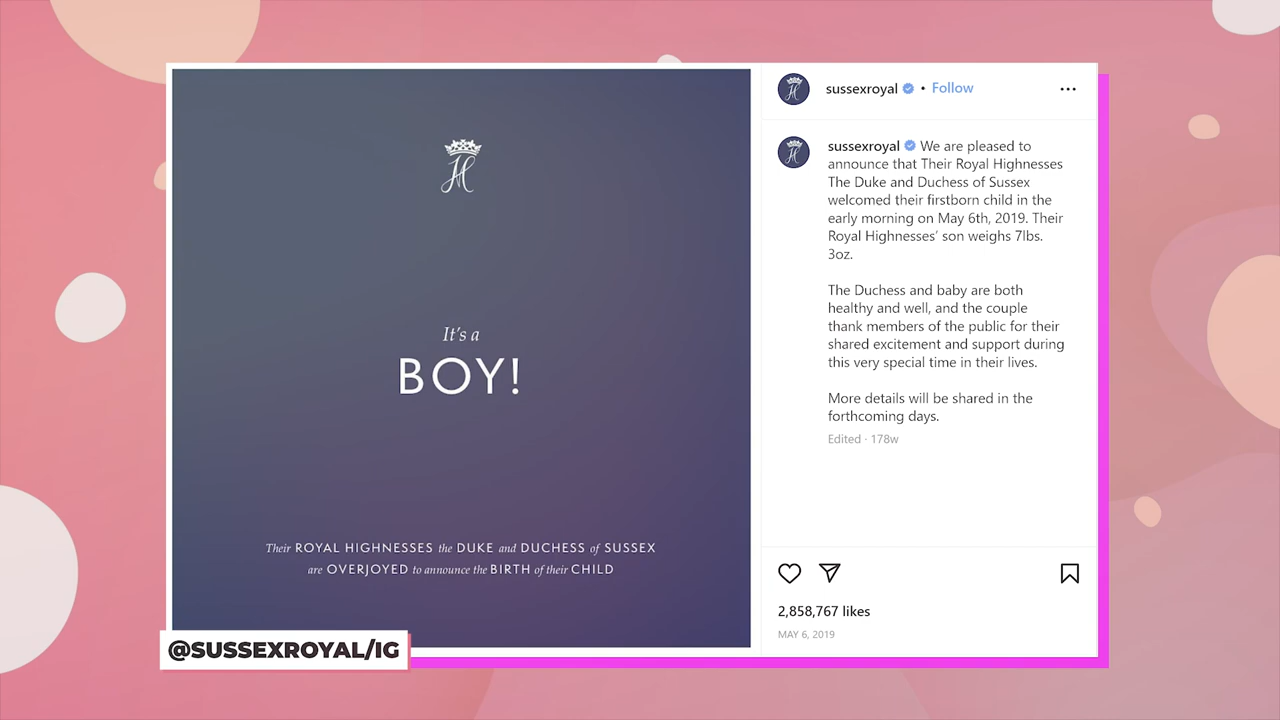 It's a
BOY!
Their ROYAL HIGHNESSES the DUKE and DUCHESS of SUSSEX
are OVERJOYED to announce the BIRTH of their CHILD
@SUSSEXROYAL/IG
sussexroyal • Follow
sussexroyal We are pleased to
announce that Their Royal Highnesses
The Duke and Duchess of Sussex
welcomed their firstborn child in the
early morning on May 6th, 2019. Their
Royal Highnesses’ son weighs 7lbs.
3oz.
The Duchess and baby are both
healthy and well, and the couple
thank members of the public for their
shared excitement and support during
this very special time in their lives.
More details will be shared in the
forthcoming days.
Edited · 178w
2,858,767 likes
MAY 6, 2019